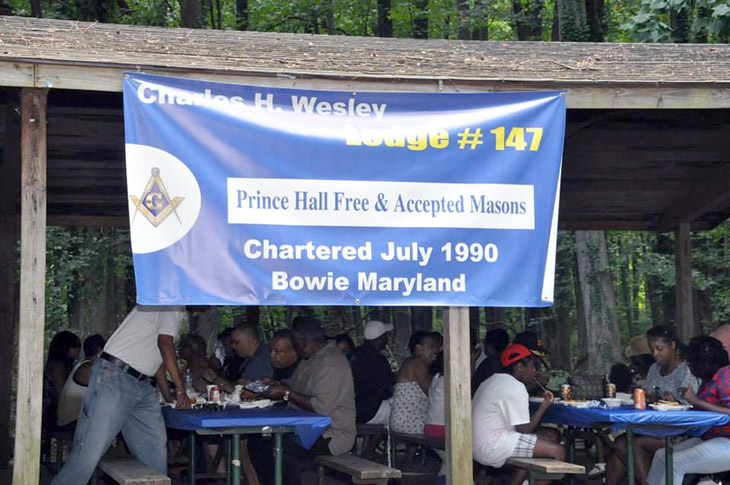 Charles H. Wesley
Lodge # 147
G
Prince Hall Free & Accepted Masons
Chartered July 1990
Bowie Maryland